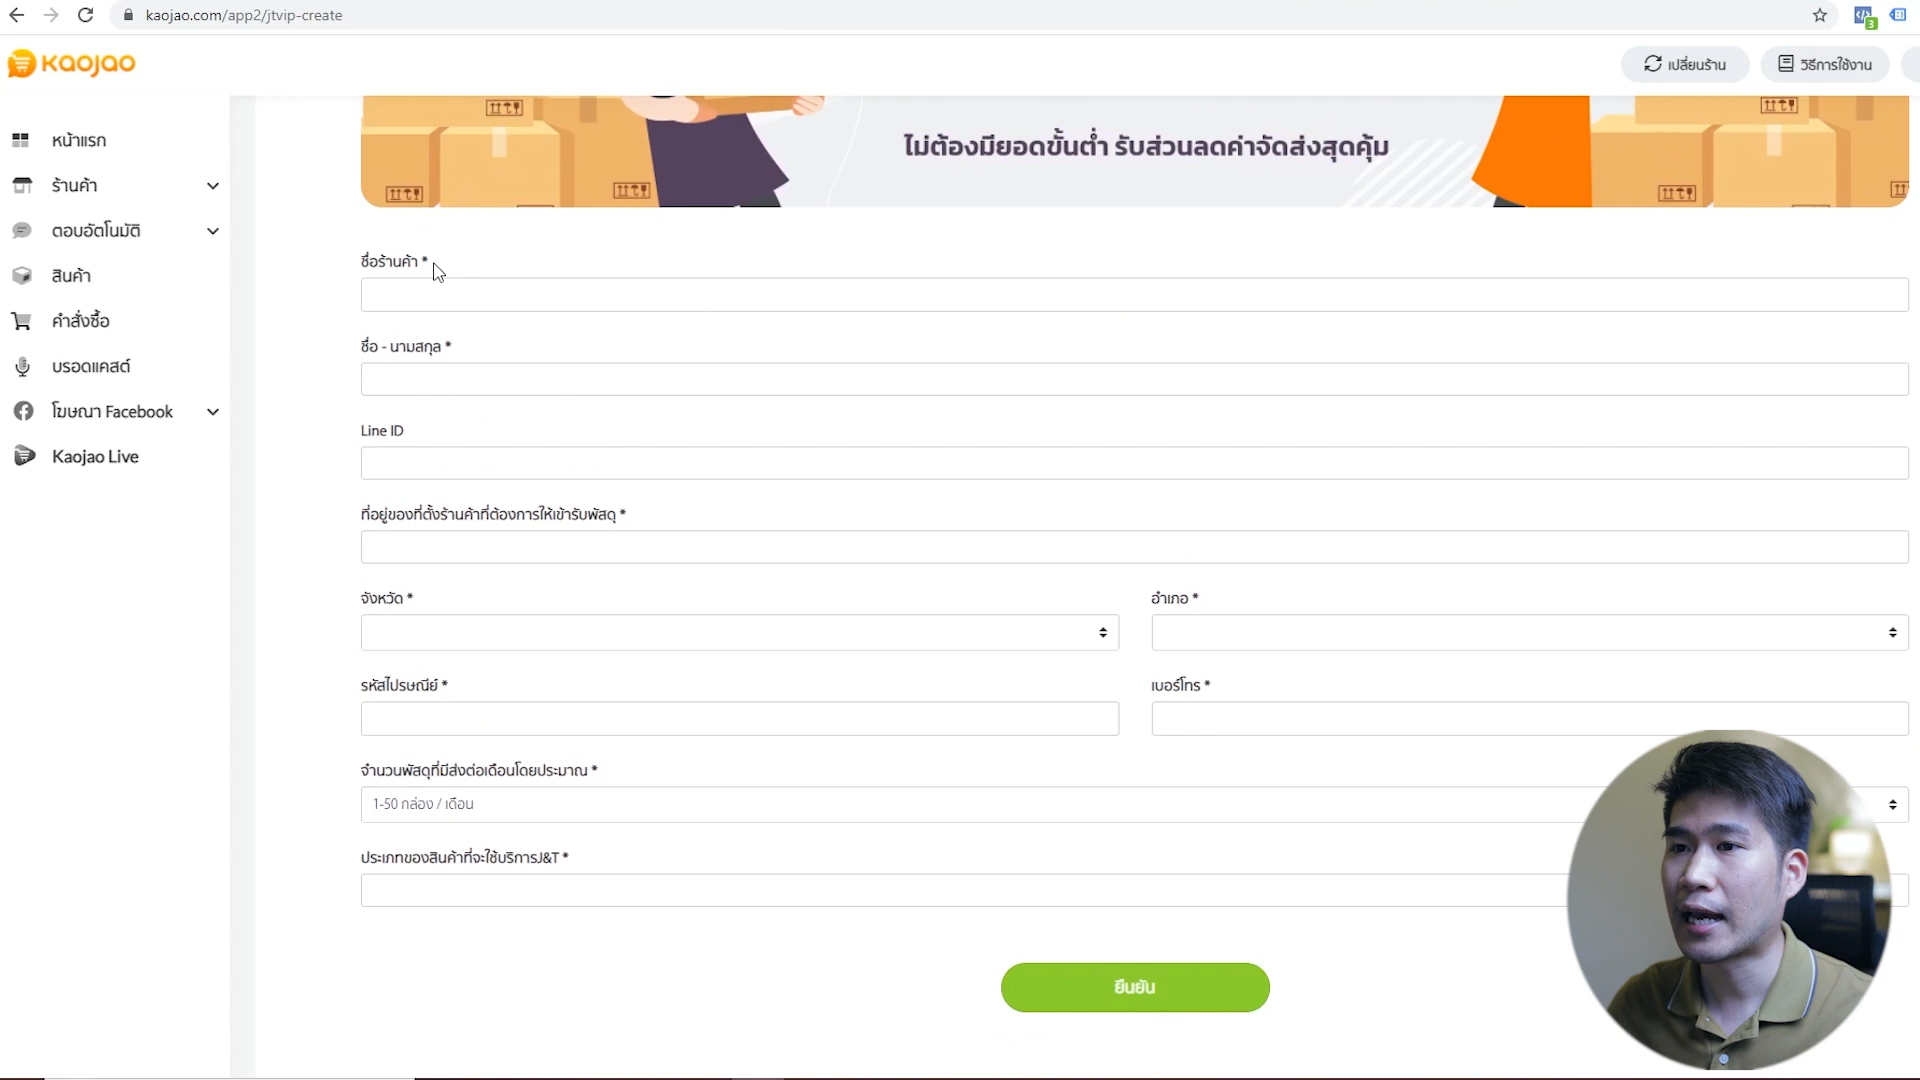 kaojao.com/app2/jtvip-create
3
KAOJAO
เปลี่ยนร้าน
วิธีการใช้งาน
หน้าแรก
ร้านค้า
ตอบอัตโนมัติ
สินค้า
คำสั่งซื้อ
บรอดแคสต์
โฆษณา Facebook
Kaojao Live
ไม่ต้องมียอดขั้นต่ำ รับส่วนลดค่าจัดส่งสุดคุ้ม
ชื่อร้านค้า *
ชื่อ - นามสกุล *
Line ID
ที่อยู่ของที่ตั้งร้านค้าที่ต้องการให้เข้ารับพัสดุ *
จังหวัด *
อำเภอ *
รหัสไปรษณีย์ *
เบอร์โทร *
จำนวนพัสดุที่มีส่งต่อเดือนโดยประมาณ *
1-50 กล่อง / เดือน
ประเภทของสินค้าที่จะใช้บริการJ&T *
ยืนยัน